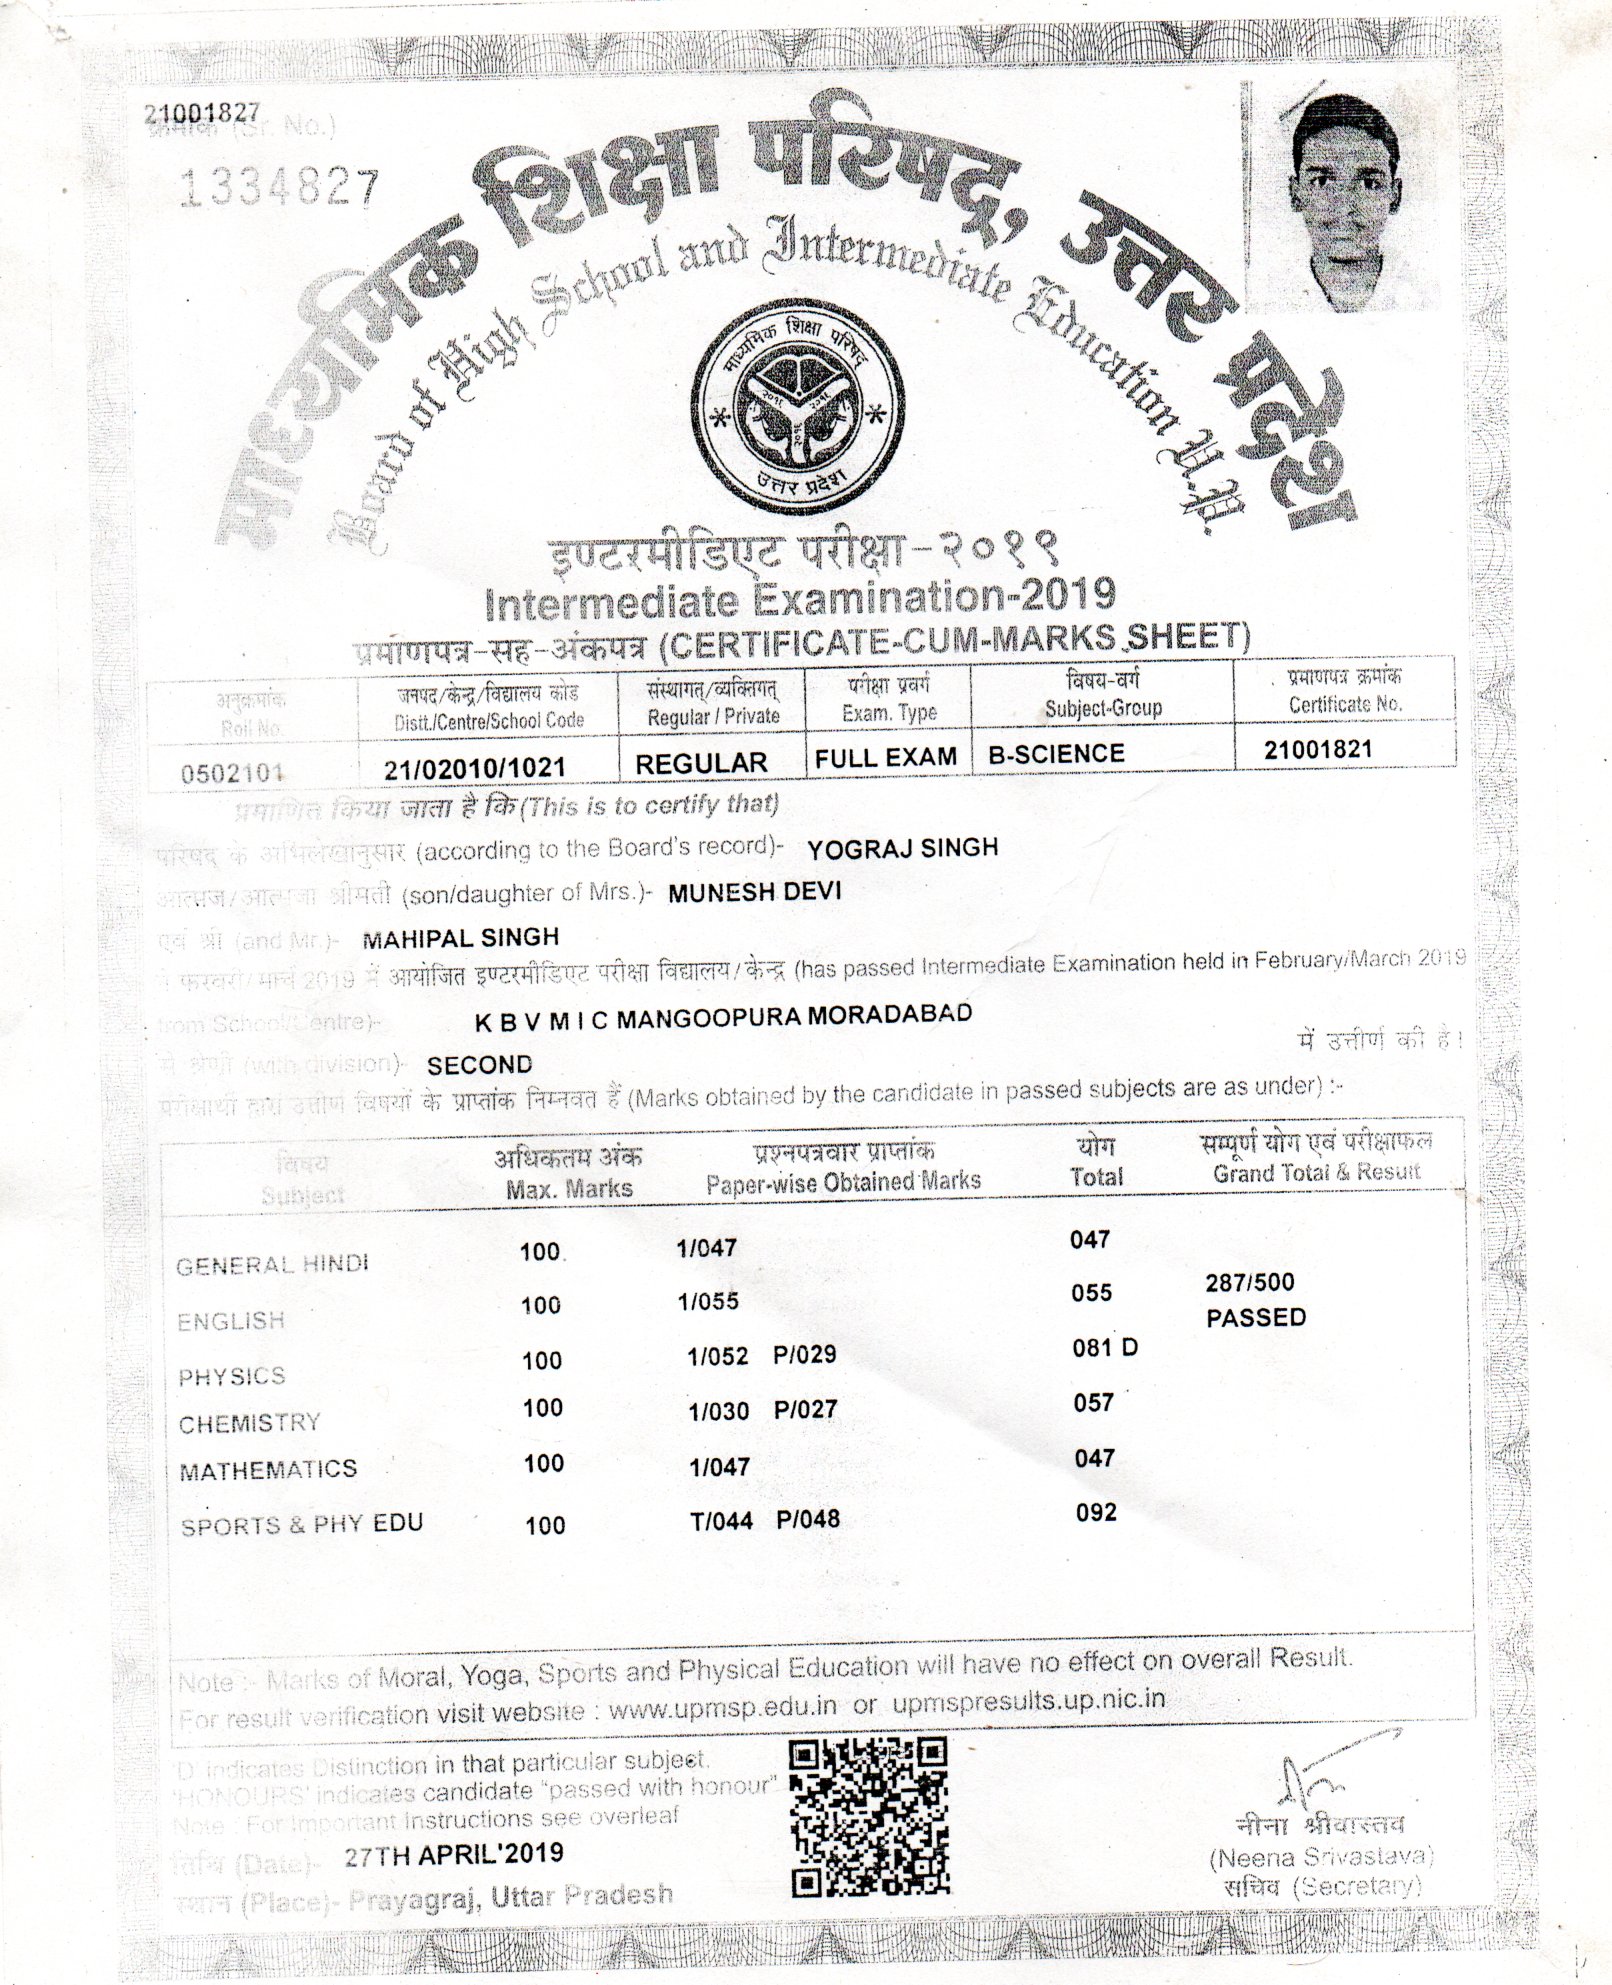 21001827
क्रमांक (Sr. No.)
1334827
माध्यमिक शिक्षा परिषद्, उत्तर प्रदेश
Board of High School and Intermediate Education U.P.
माध्यमिक शिक्षा परिषद्
२०१९ २०१९
२०१९
उत्तर प्रदेश
इण्टरमीडिएट परीक्षा-२०१९
Intermediate Examination-2019
प्रमाणपत्र-सह-अंकपत्र (CERTIFICATE-CUM-MARKS SHEET)
अनुक्रमांक जनपद/केन्द्र/विद्यालय कोड संस्थागत्/व्यक्तिगत् परीक्षा प्रवर्ग विषय-वर्ग प्रमाणपत्र क्रमांक
Roll No. Distt./Centre/School Code Regular / Private Exam. Type Subject-Group Certificate No.
0502101 21/02010/1021 REGULAR FULL EXAM B-SCIENCE 21001821
प्रमाणित किया जाता है कि (This is to certify that)
परिषद के अभिलेखानुसार (according to the Board's record)- YOGRAJ SINGH
आत्मज/आत्मजा श्रीमती (son/daughter of Mrs.)- MUNESH DEVI
एवं श्री (and Mr.)- MAHIPAL SINGH
ने फरवरी/मार्च 2019 में आयोजित इण्टरमीडिएट परीक्षा विद्यालय/केन्द्र (has passed Intermediate Examination held in February/March 2019
from School/Centre)- K B V M I C MANGOOPURA MORADABAD
में उत्तीर्ण की है।
में श्रेणी (with division)- SECOND
परीक्षार्थी द्वारा उत्तीर्ण विषयों के प्राप्तांक निम्नवत हैं (Marks obtained by the candidate in passed subjects are as under) :-
विषय अधिकतम अंक प्रश्नपत्रवार प्राप्तांक योग सम्पूर्ण योग एवं परीक्षाफल
Subject Max. Marks Paper-wise Obtained Marks Total Grand Total & Result
GENERAL HINDI 100 1/047 047
287/500
ENGLISH 100 1/055 055
PASSED
PHYSICS 100 1/052 P/029 081 D
CHEMISTRY 100 1/030 P/027 057
MATHEMATICS 100 1/047 047
SPORTS & PHY EDU 100 T/044 P/048 092
Note :- Marks of Moral, Yoga, Sports and Physical Education will have no effect on overall Result.
For result verification visit website : www.upmsp.edu.in or upmspresults.up.nic.in
'D' indicates Distinction in that particular subject.
'HONOURS' indicates candidate "passed with honour"
Note : For Important Instructions see overleaf
तिथि (Date)- 27TH APRIL'2019
स्थान (Place)- Prayagraj, Uttar Pradesh
नीना श्रीवास्तव
(Neena Srivastava)
सचिव (Secretary)